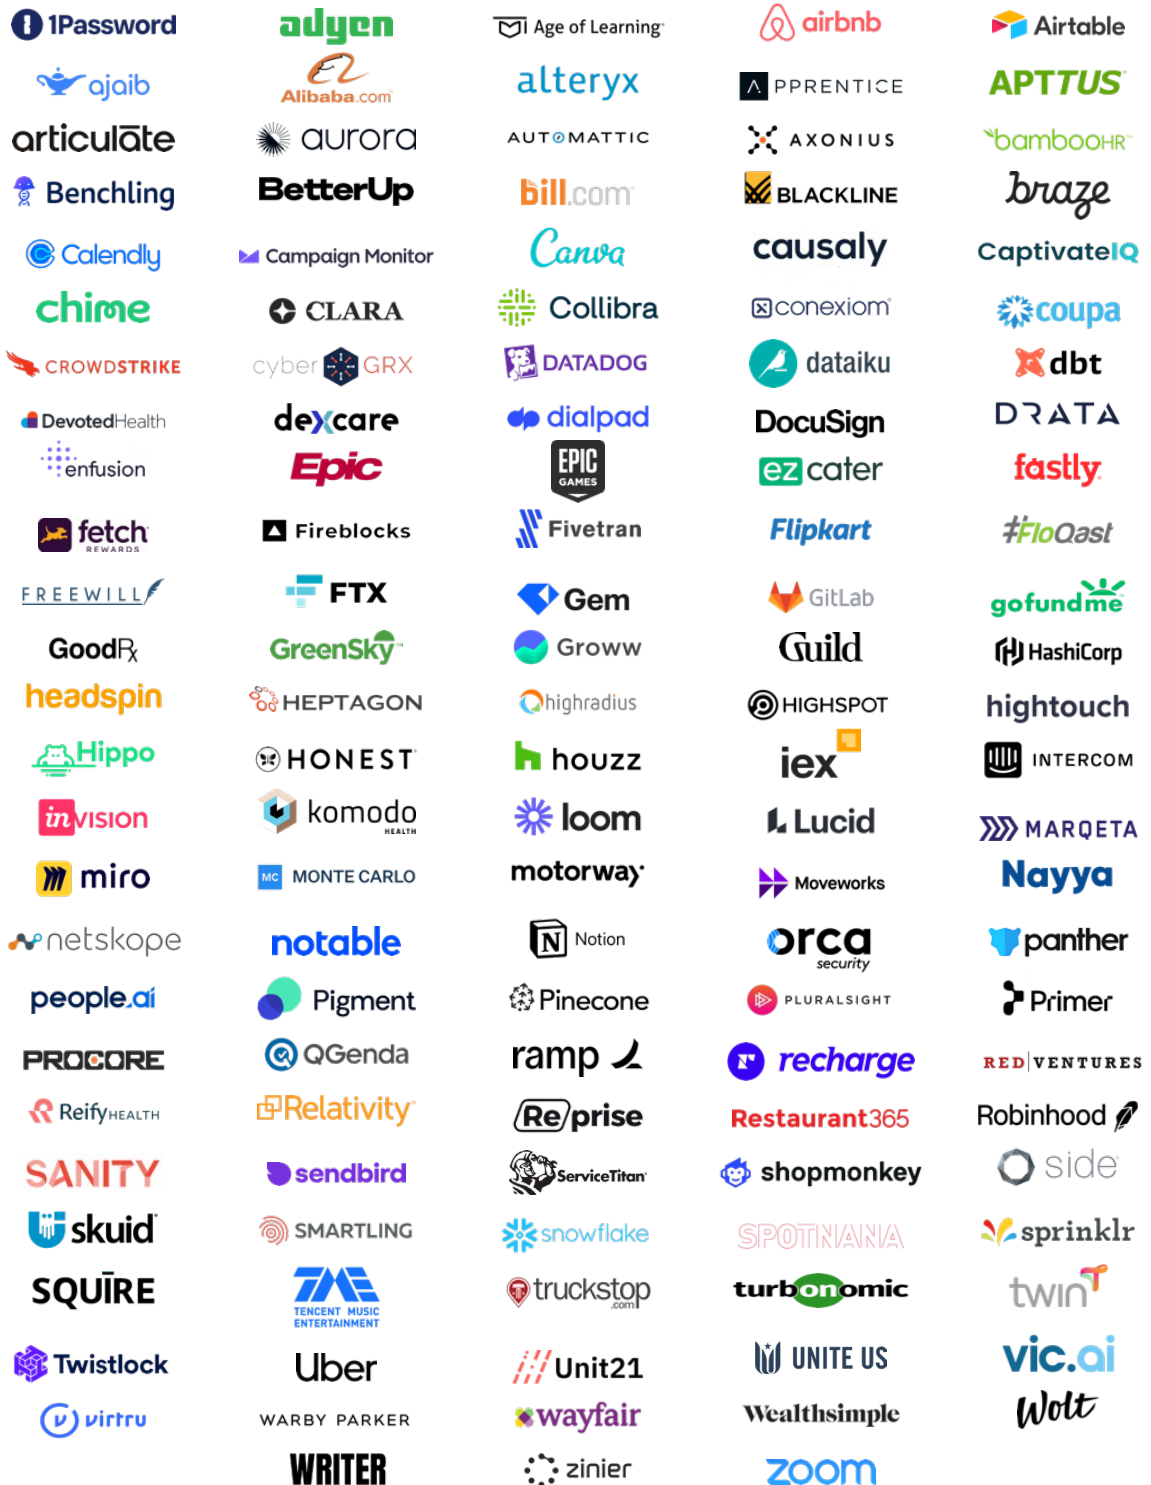 1Password
adyen
Age of Learning
airbnb
Airtable
ajaib
Alibaba.com
alteryx
APPRENTICE
APTTUS
articulate
aurora
AUTOMATTIC
AXONIUS
bambooHR
Benchling
BetterUp
bill.com
BLACKLINE
braze
Calendly
Campaign Monitor
Canva
causaly
CaptivateIQ
chime
CLARA
Collibra
conexiom
coupa
CROWDSTRIKE
cyberGRX
DATADOG
dataiku
dbt
DevotedHealth
dexcare
dialpad
DocuSign
DRATA
enfusion
Epic
EPIC
GAMES
ez cater
fastly
fetch
REWARDS
Fireblocks
Fivetran
Flipkart
#FloQast
FREEWILL
FTX
Gem
GitLab
gofundme
GoodRx
GreenSky
Groww
Guild
HashiCorp
headspin
HEPTAGON
highradius
HIGHSPOT
hightouch
Hippo
HONEST
houzz
iex
INTERCOM
inVISION
komodo
HEALTH
loom
Lucid
MARQETA
miro
MC MONTE CARLO
motorway
Moveworks
Nayya
netskope
notable
N Notion
orca
security
panther
people.ai
Pigment
Pinecone
PLURALSIGHT
Primer
PROCORE
QGenda
ramp
recharge
RED|VENTURES
Reify HEALTH
Relativity
Re/prise
Restaurant365
Robinhood
SANITY
sendbird
ServiceTitan
shopmonkey
side
skuid
SMARTLING
snowflake
SPOTNANA
sprinklr
SQUIRE
TME
TENCENT MUSIC
ENTERTAINMENT
truckstop
.com
turbonomic
twin
Twistlock
Uber
Unit21
UNITE US
vic.ai
virtru
WARBY PARKER
wayfair
Wealthsimple
Wolt
WRITER
zinier
zoom